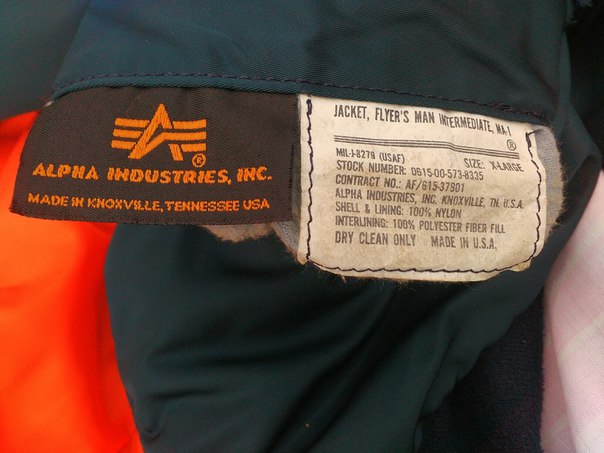 ALPHA INDUSTRIES, INC.
MADE IN KNOXVILLE, TENNESSEE USA
JACKET, FLYER'S MAN INTERMEDIATE, MA-1
MIL-J-8279 (USAF) SIZE: X-LARGE
STOCK NUMBER: D615-00-573-8335
CONTRACT NO.: AF/615-37901
ALPHA INDUSTRIES, INC. KNOXVILLE, TN. U.S.A.
SHELL & LINING: 100% NYLON
INTERLINING: 100% POLYESTER FIBER FILL
DRY CLEAN ONLY MADE IN U.S.A.